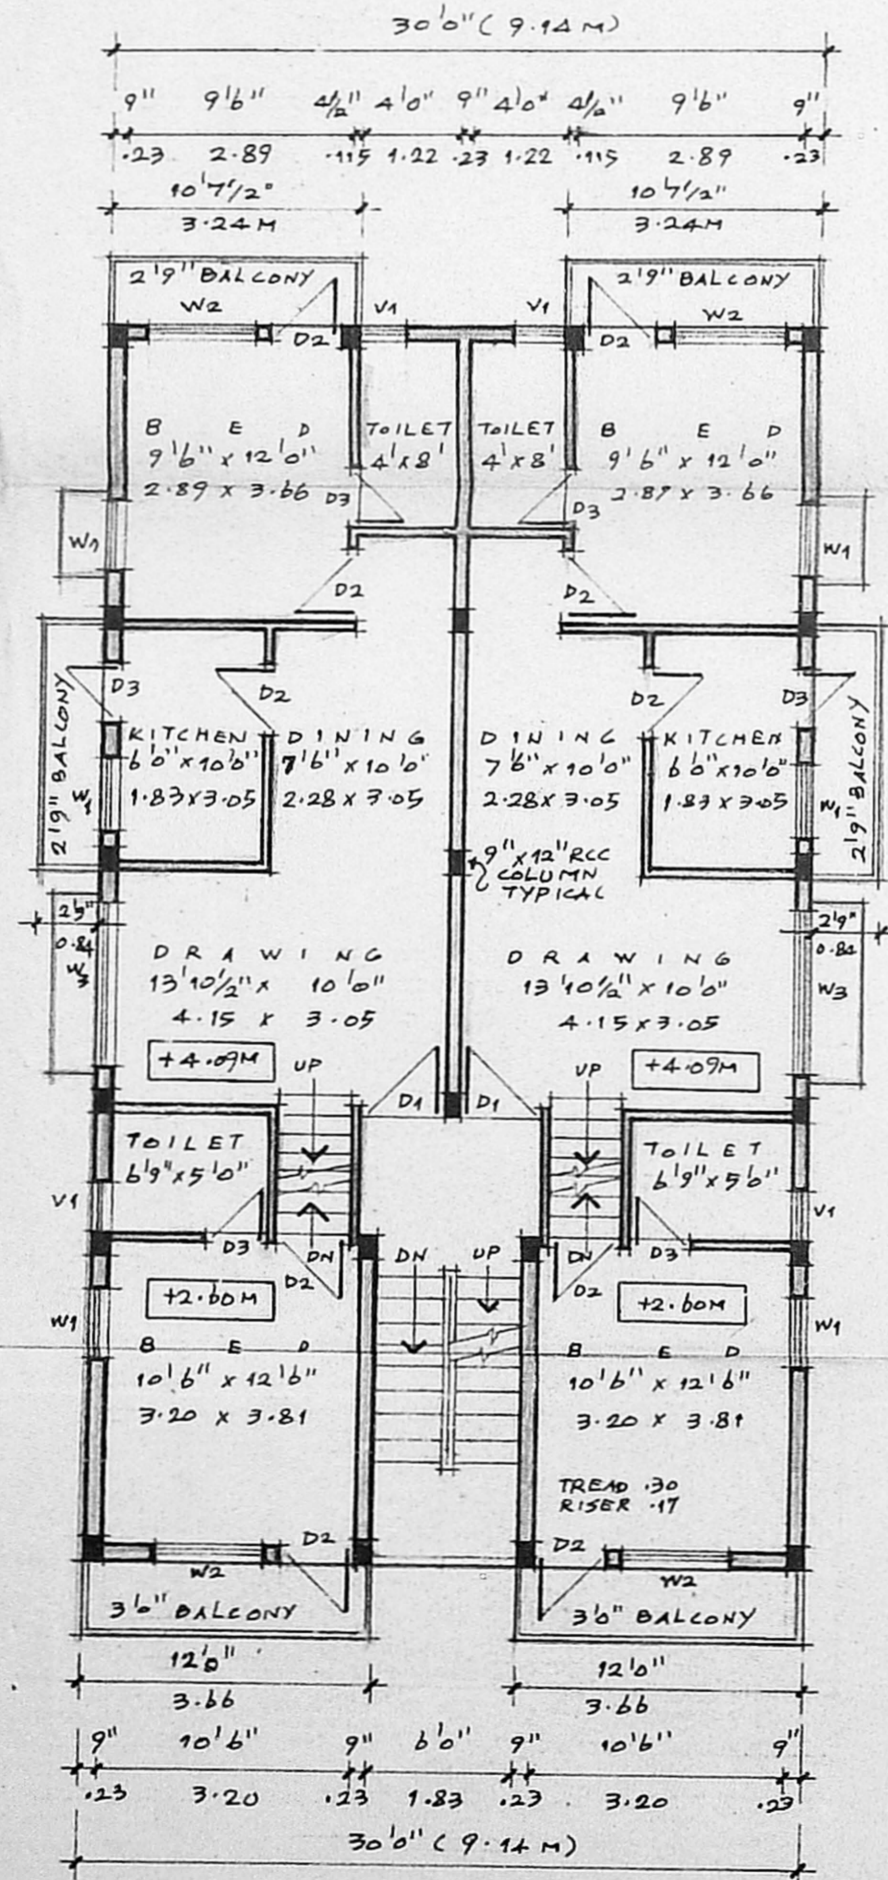 30'0" ( 9.14 M)
9" 9'6" 4½" 4'0" 9" 4'0" 4½" 9'6" 9"
.23 2.89 .115 1.22 .23 1.22 .115 2.89 .23
10'7½" 10'7½"
3.24 M 3.24M
2'9" BALCONY 2'9" BALCONY
W2 V1 V1 W2
D2 D2
BED TOILET TOILET BED
9'6" x 12'0" 4'x8' 4'x8' 9'6" x 12'0"
2.89 x 3.66 D3 2.89 x 3.66
D3
W1 W1
D2 D2
2'9" BALCONY D3 D2 D2 D3 2'9" BALCONY
KITCHEN DINING DINING KITCHEN
6'0" x 10'0" 7'6" x 10'0" 7'6" x 10'0" 6'0" x 10'0"
W1 1.83 x 3.05 2.28 x 3.05 2.28 x 3.05 1.83 x 3.05 W1
9" x 12" RCC
COLUMN
TYPICAL
2'9" 2'9"
0.84 0.84
W3 W3
DRAWING DRAWING
13'10½" x 10'0" 13'10½" x 10'0"
4.15 x 3.05 4.15 x 3.05
+4.09M UP UP +4.09M
D1 D1
TOILET TOILET
6'9" x 5'0" 6'9" x 5'0"
V1 V1
D3 DN DN UP DN D3
D2 D2
+2.60M +2.60M
W1 W1
BED BED
10'6" x 12'6" 10'6" x 12'6"
3.20 x 3.81 3.20 x 3.81
TREAD .30
RISER .17
D2 D2
W2 W2
3'0" BALCONY 3'0" BALCONY
12'0" 12'0"
3.66 3.66
9" 10'6" 9" 6'0" 9" 10'6" 9"
.23 3.20 .23 1.83 .23 3.20 .23
30'0" ( 9.14 M)